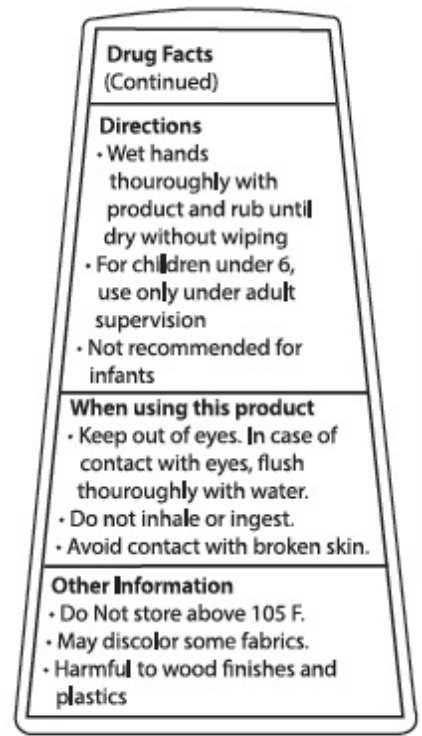 Drug Facts
(Continued)
Directions
• Wet hands
thouroughly with
product and rub until
dry without wiping
• For children under 6,
use only under adult
supervision
• Not recommended for
infants
When using this product
• Keep out of eyes. In case of
contact with eyes, flush
thouroughly with water.
• Do not inhale or ingest.
• Avoid contact with broken skin.
Other Information
• Do Not store above 105 F.
• May discolor some fabrics.
• Harmful to wood finishes and
plastics